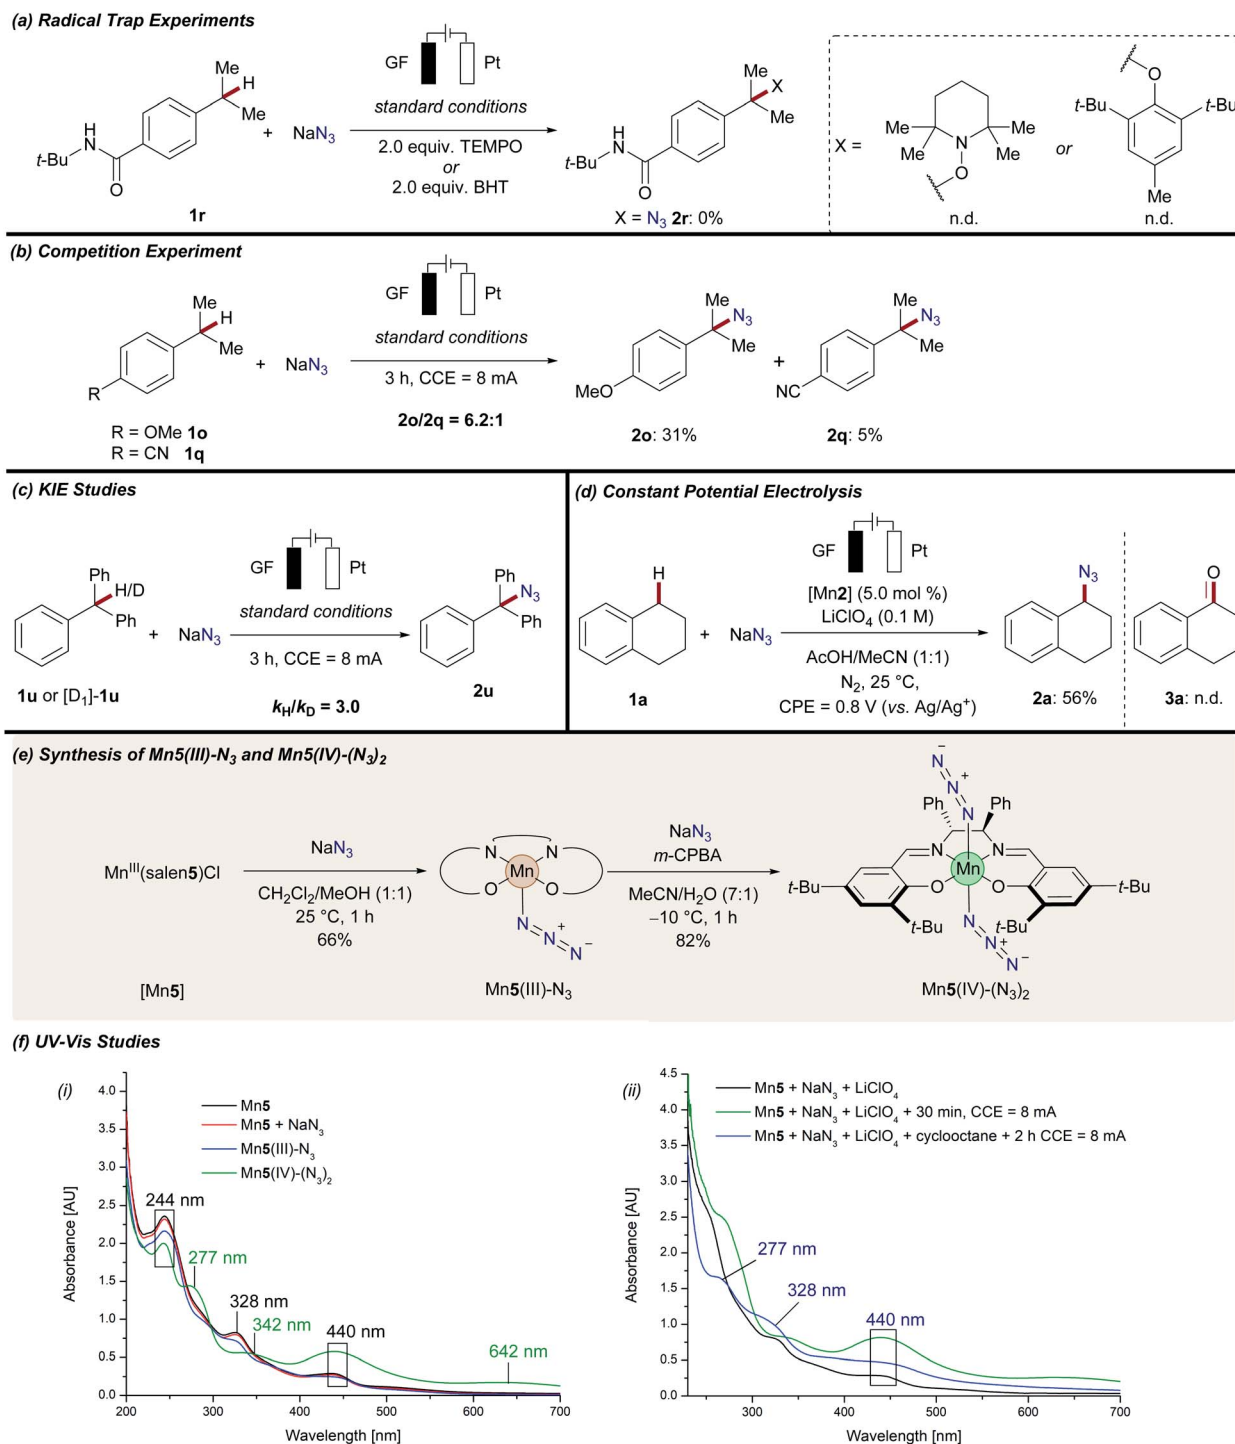 (a) Radical Trap Experiments
Me
H
Me
H
N
t-Bu
O
1r
+
NaN3
GF
Pt
standard conditions
2.0 equiv. TEMPO
or
2.0 equiv. BHT
Me
X
Me
H
N
t-Bu
O
X = N3 2r: 0%
X =
Me
Me
N
Me
Me
O
n.d.
or
O
t-Bu
t-Bu
Me
n.d.
(b) Competition Experiment
Me
H
Me
R
R = OMe 1o
R = CN 1q
+
NaN3
GF
Pt
standard conditions
3 h, CCE = 8 mA
2o/2q = 6.2:1
Me
N3
Me
MeO
2o: 31%
+
Me
N3
Me
NC
2q: 5%
(c) KIE Studies
Ph
H/D
Ph
1u or [D1]-1u
+
NaN3
GF
Pt
standard conditions
3 h, CCE = 8 mA
kH/kD = 3.0
Ph
N3
Ph
2u
(d) Constant Potential Electrolysis
H
1a
+
NaN3
GF
Pt
[Mn2] (5.0 mol %)
LiClO4 (0.1 M)
AcOH/MeCN (1:1)
N2, 25 °C,
CPE = 0.8 V (vs. Ag/Ag+)
N3
2a: 56%
O
3a: n.d.
(e) Synthesis of Mn5(III)-N3 and Mn5(IV)-(N3)2
MnIII(salen5)Cl
[Mn5]
NaN3
CH2Cl2/MeOH (1:1)
25 °C, 1 h
66%
N
N
Mn
O
O
N
N
+
N
−
Mn5(III)-N3
NaN3
m-CPBA
MeCN/H2O (7:1)
−10 °C, 1 h
82%
N
−
N
+
N
Ph
Ph
N
N
Mn
O
O
t-Bu
t-Bu
t-Bu
t-Bu
N
N
+
N
−
Mn5(IV)-(N3)2
(f) UV-Vis Studies
(i)
Mn5
Mn5 + NaN3
Mn5(III)-N3
Mn5(IV)-(N3)2
244 nm
277 nm
328 nm
342 nm
440 nm
642 nm
4.0
3.5
3.0
2.5
2.0
1.5
1.0
0.5
0.0
Absorbance [AU]
200
300
400
500
600
700
Wavelength [nm]
(ii)
Mn5 + NaN3 + LiClO4
Mn5 + NaN3 + LiClO4 + 30 min, CCE = 8 mA
Mn5 + NaN3 + LiClO4 + cyclooctane + 2 h CCE = 8 mA
277 nm
328 nm
440 nm
4.5
4.0
3.5
3.0
2.5
2.0
1.5
1.0
0.5
0.0
Absorbance [AU]
300
400
500
600
700
Wavelength [nm]